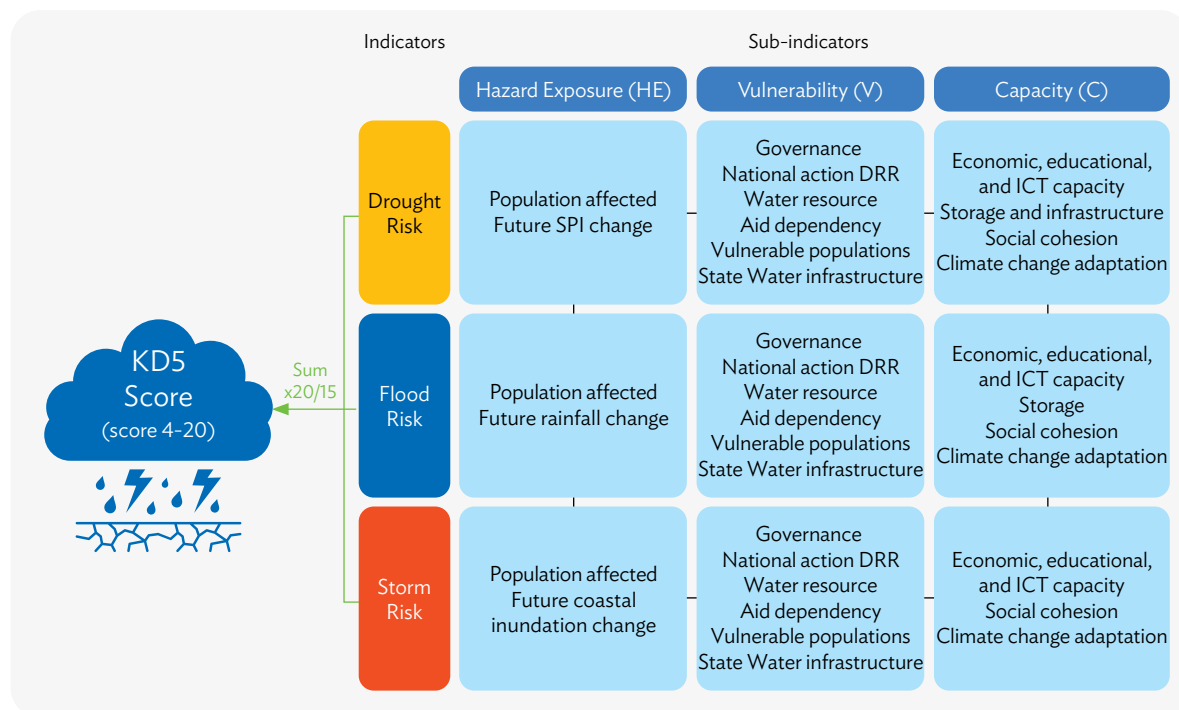 Indicators
Sub-indicators
Hazard Exposure (HE)
Vulnerability (V)
Capacity (C)
Drought
Risk
Population affected
Future SPI change
Governance
National action DRR
Water resource
Aid dependency
Vulnerable populations
State Water infrastructure
Economic, educational,
and ICT capacity
Storage and infrastructure
Social cohesion
Climate change adaptation
KD5
Score
(score 4-20)
Sum
x20/15
Flood
Risk
Population affected
Future rainfall change
Governance
National action DRR
Water resource
Aid dependency
Vulnerable populations
State Water infrastructure
Economic, educational,
and ICT capacity
Storage
Social cohesion
Climate change adaptation
Storm
Risk
Population affected
Future coastal
inundation change
Governance
National action DRR
Water resource
Aid dependency
Vulnerable populations
State Water infrastructure
Economic, educational,
and ICT capacity
Social cohesion
Climate change adaptation